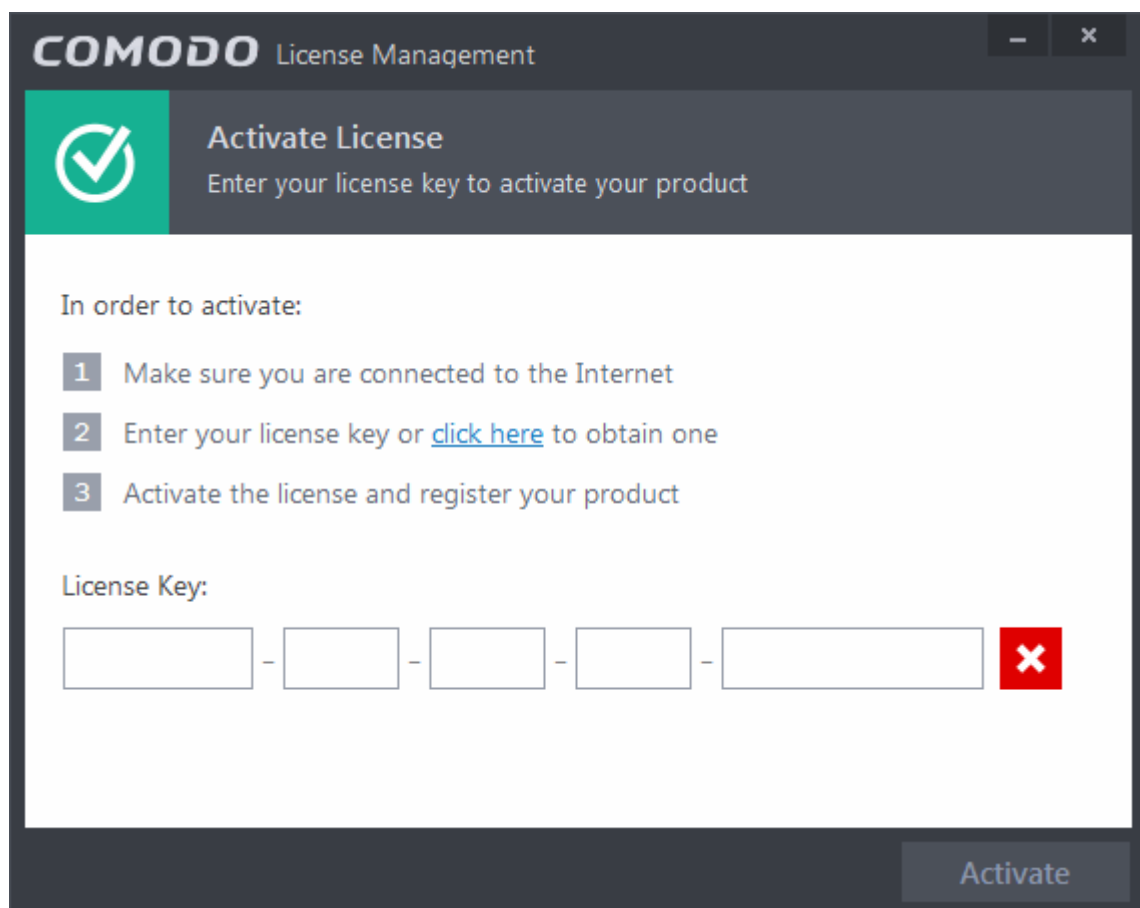 COMODO License Management
Activate License
Enter your license key to activate your product
In order to activate:
1 Make sure you are connected to the Internet
2 Enter your license key or click here to obtain one
3 Activate the license and register your product
License Key:
- - - -
Activate